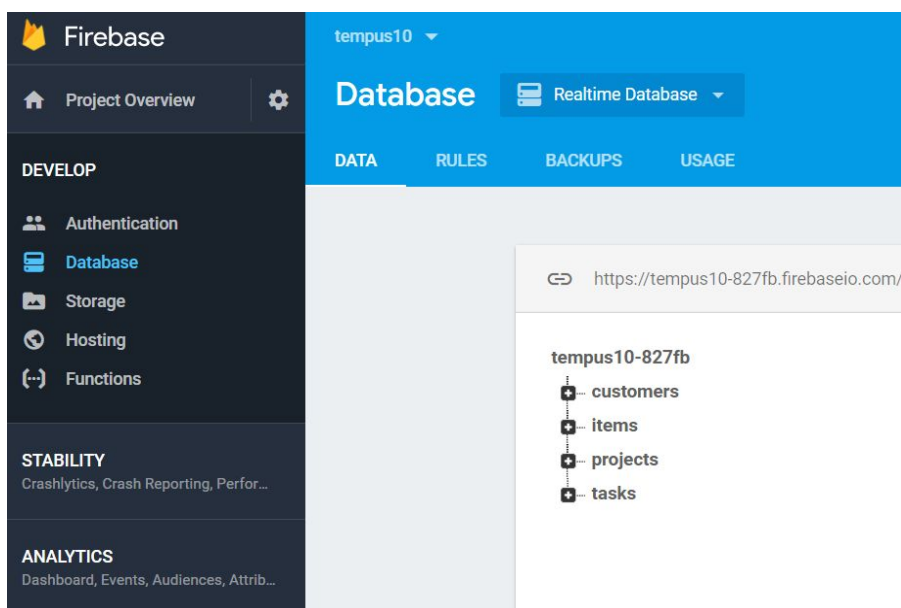 Firebase
Project Overview
DEVELOP
Authentication
Database
Storage
Hosting
Functions
STABILITY
Crashlytics, Crash Reporting, Perfor...
ANALYTICS
Dashboard, Events, Audiences, Attrib...
tempus10
Database Realtime Database
DATA RULES BACKUPS USAGE
https://tempus10-827fb.firebaseio.com/
tempus10-827fb
customers
items
projects
tasks